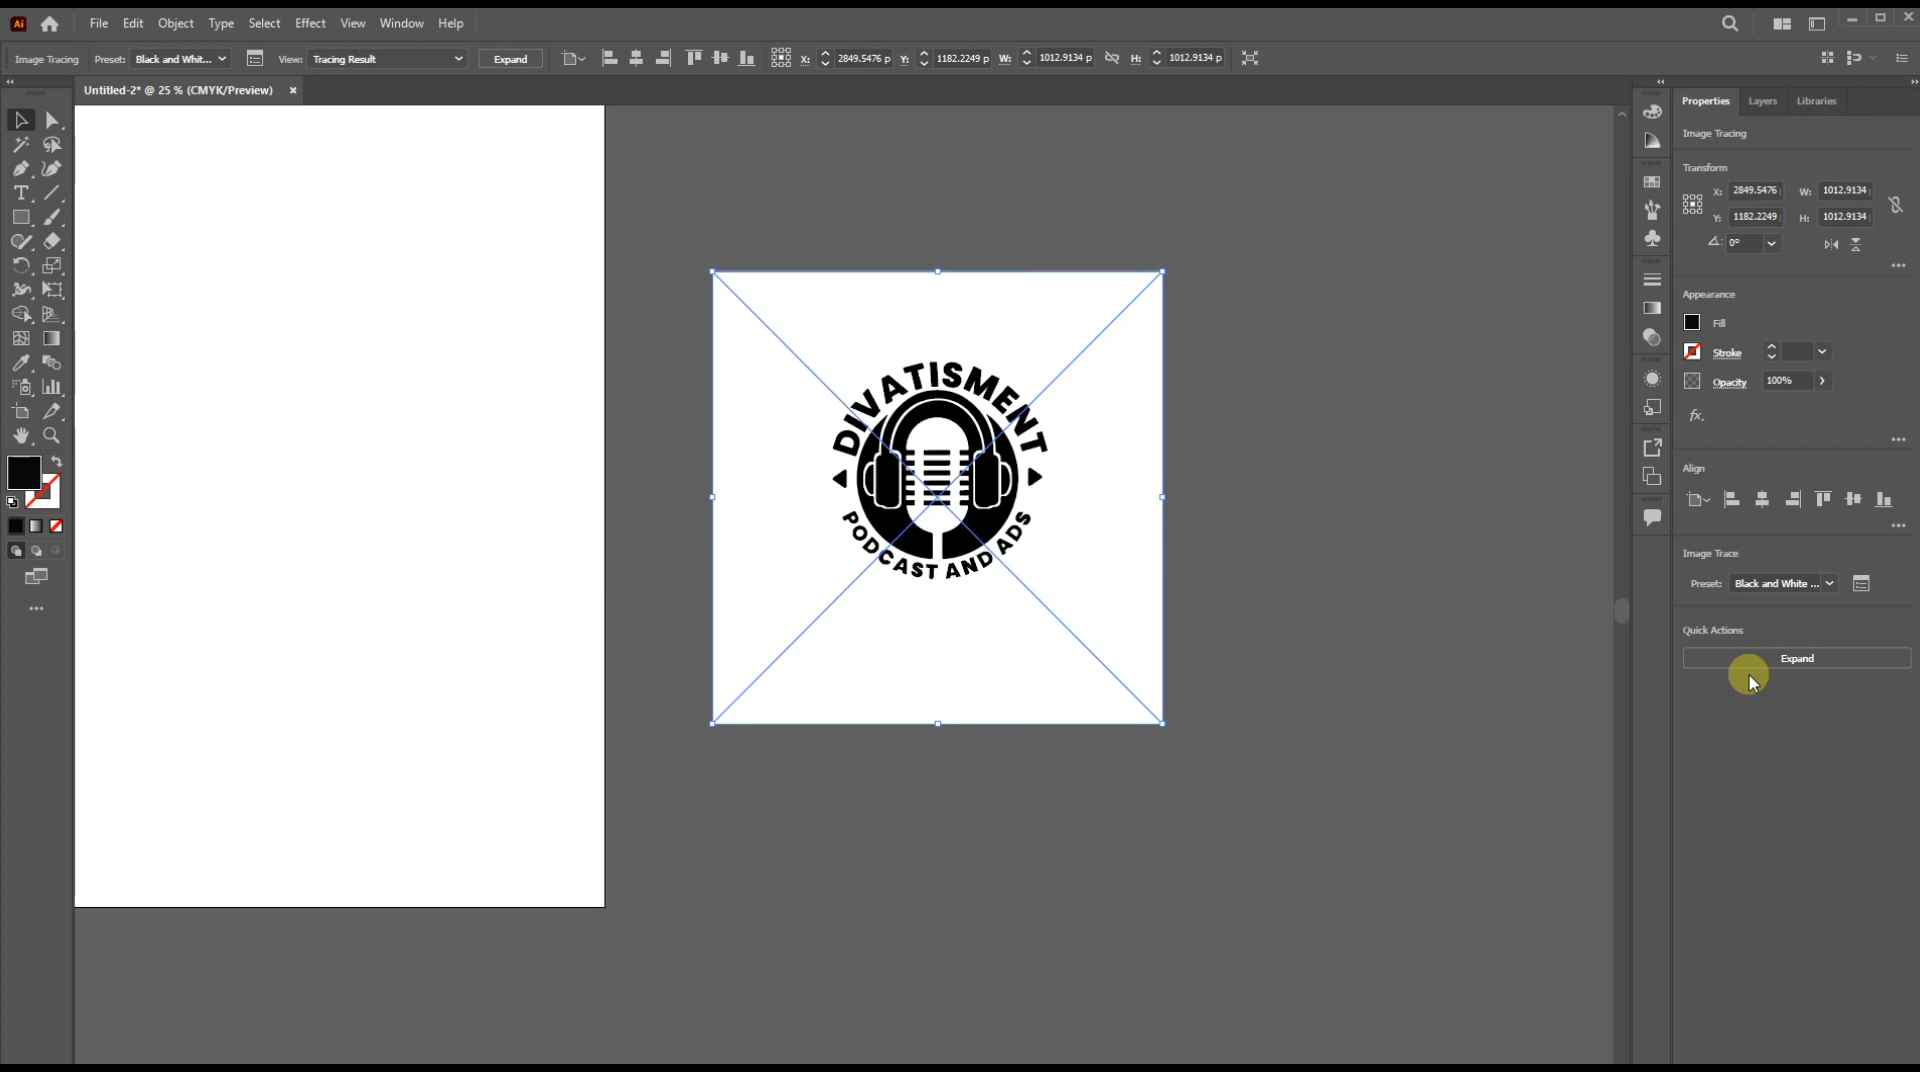 Ai File Edit Object Type Select Effect View Window Help
Image Tracing Preset: Black and Whit... View: Tracing Result Expand X: 2849.5476 p Y: 1182.2249 p W: 1012.9134 p H: 1012.9134 p
Untitled-2* @ 25 % (CMYK/Preview) ×
Properties Layers Libraries
Image Tracing
Transform
X: 2849.5476 W: 1012.9134
Y: 1182.2249 H: 1012.9134
0°
Appearance
Fill
Stroke
Opacity 100%
fx.
Align
Image Trace
Preset: Black and White ...
Quick Actions
Expand
DIVATISMENT
PODCAST AND ADS